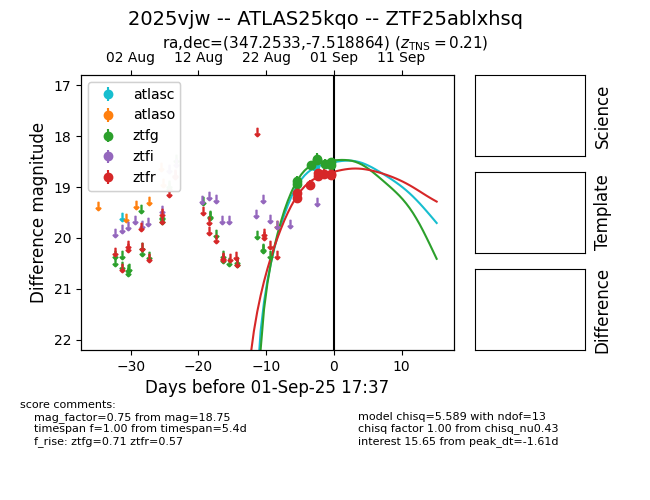 2025vjw -- ATLAS25kqo -- ZTF25ablxhsq
ra,dec=(347.2533,-7.518864) (z_TNS = 0.21)
02 Aug 12 Aug 22 Aug 01 Sep 11 Sep
atlasc
atlaso
ztfg
ztfi
ztfr
17
18
19
20
21
22
Difference magnitude
−30 −20 −10 0 10
Days before 01-Sep-25 17:37
Science
Template
Difference
score comments:
mag_factor=0.75 from mag=18.75
timespan f=1.00 from timespan=5.4d
f_rise: ztfg=0.71 ztfr=0.57
model chisq=5.589 with ndof=13
chisq factor 1.00 from chisq_nu0.43
interest 15.65 from peak_dt=-1.61d